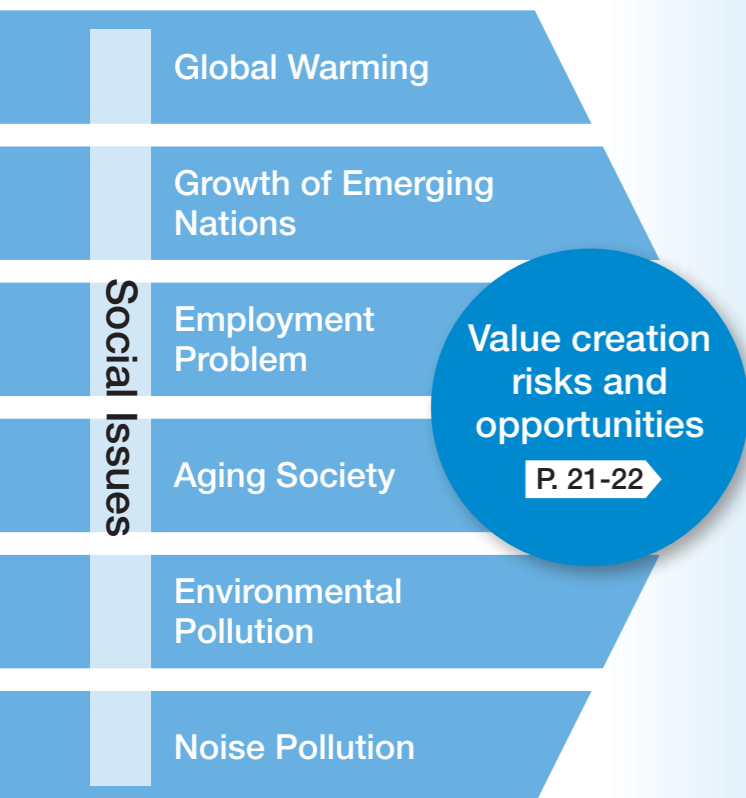 Global Warming
Growth of Emerging
Nations
Social Issues
Employment
Problem
Aging Society
Environmental
Pollution
Noise Pollution
Value creation
risks and
opportunities
P. 21-22